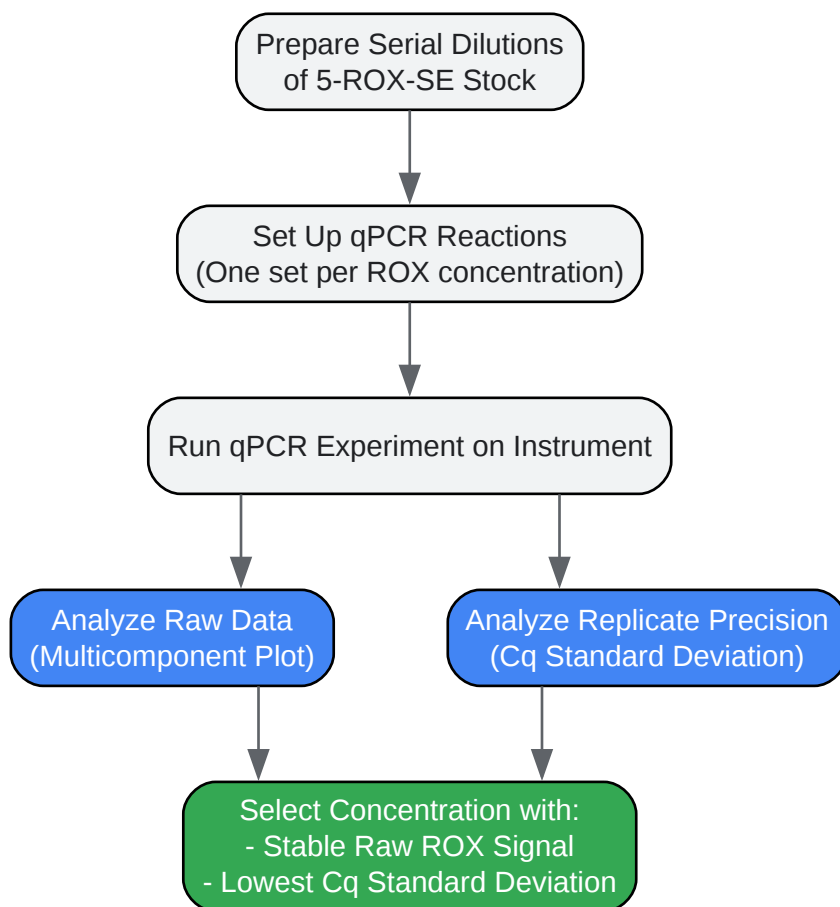 Prepare Serial Dilutions
of 5-ROX-SE Stock
Set Up qPCR Reactions
(One set per ROX concentration)
Run qPCR Experiment on Instrument
Analyze Raw Data
(Multicomponent Plot)
Analyze Replicate Precision
(Cq Standard Deviation)
Select Concentration with:
- Stable Raw ROX Signal
- Lowest Cq Standard Deviation